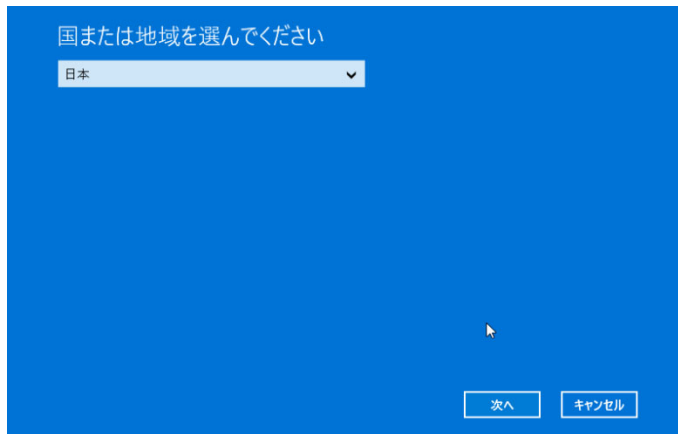 国または地域を選んでください
日本
次へ
キャンセル